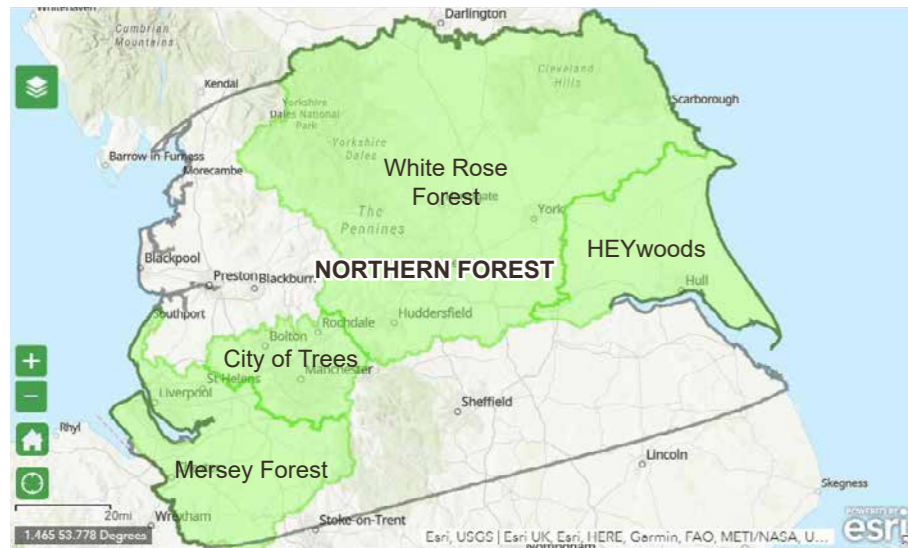 Darlington
Cumbrian
Mountains
Kendal
Cleveland
Hills
Yorkshire
Dales National
Park
Scarborough
Yorkshire
Dales
Barrow in Furness
Morecambe
White Rose
Forest
The
Pennines
York
HEYwoods
Blackpool
NORTHERN FOREST
Preston
Blackburn
Hull
Southport
Huddersfield
Rochdale
Bolton
City of Trees
Manchester
St Helens
Liverpool
Sheffield
Rhyl
Mersey Forest
Lincoln
Skegness
20mi
Wrexham
Stoke-on-Trent
-1.465 53.778 Degrees
Esri, USGS | Esri UK, Esri, HERE, Garmin, FAO, METI/NASA, U...
POWERED BY
esri